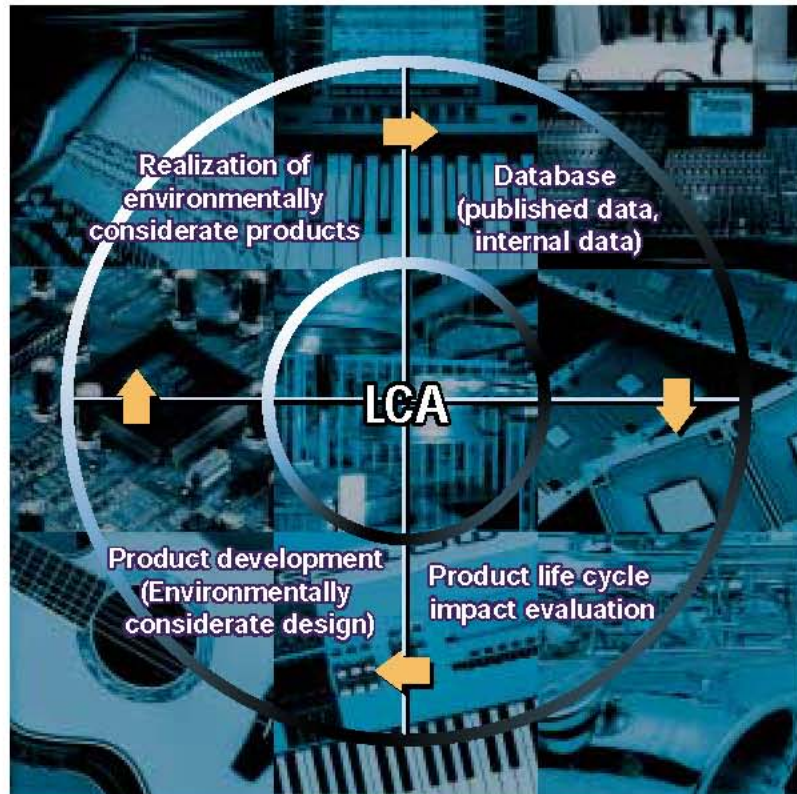 Realization of
environmentally
considerate products
Database
(published data,
internal data)
LCA
Product development
(Environmentally
considerate design)
Product life cycle
impact evaluation